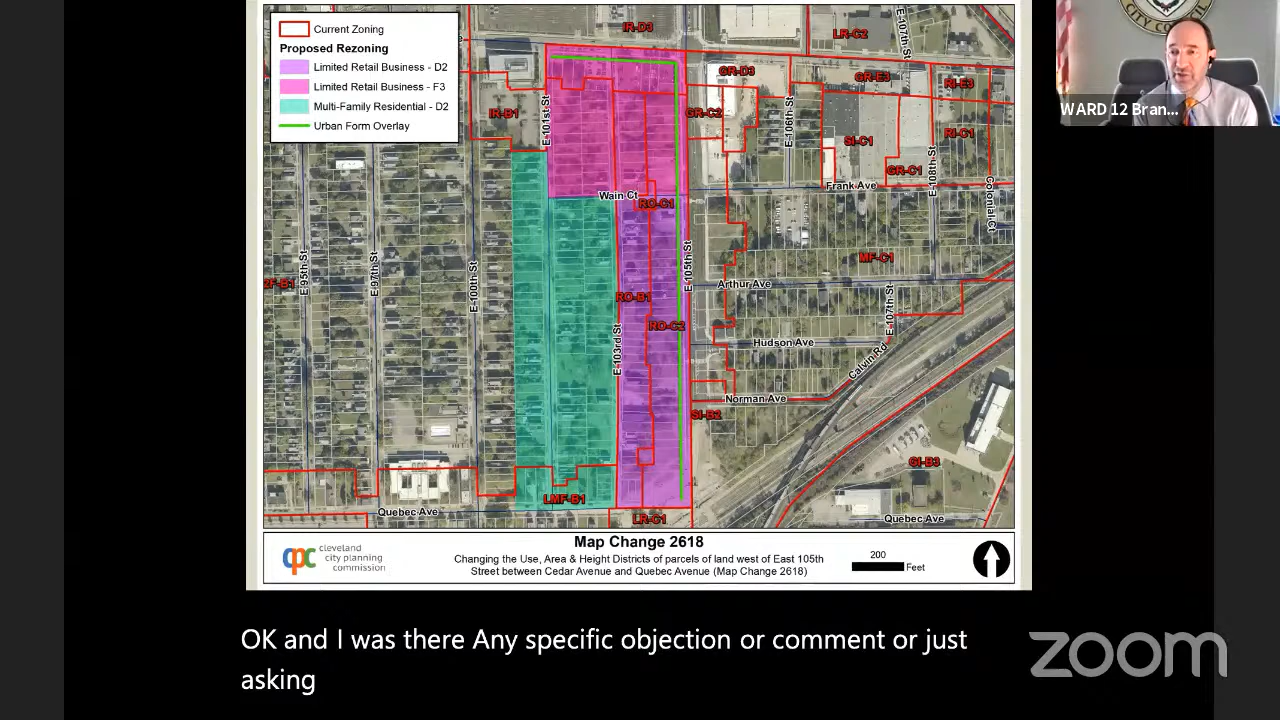 Current Zoning
Proposed Rezoning
Limited Retail Business - D2
Limited Retail Business - F3
Multi-Family Residential - D2
Urban Form Overlay
IR-D3
LR-C2
E 107th St
GR-D3
GR-E3
RI-E3
IR-B1
E 101st St
GR-C2
E 106th St
SI-C1
RI-C1
GR-C1
E 108th St
Frank Ave
Wain Ct
RO-C1
Colonial Ct
2F-B1
E 95th St
E 97th St
E 100th St
E 105th St
MF-C1
Arthur Ave
RO-B1
RO-C2
E 107th St
E 103rd St
Hudson Ave
Calvin Rd
Norman Ave
SI-B2
GI-B3
LMF-B1
Quebec Ave
LR-C1
Quebec Ave
cpc cleveland
city planning
commission
Map Change 2618
Changing the Use, Area & Height Districts of parcels of land west of East 105th
Street between Cedar Avenue and Quebec Avenue (Map Change 2618)
200
Feet
CITY COUNCIL
WARD 12 Bran...
OK and I was there Any specific objection or comment or just
asking
zoom